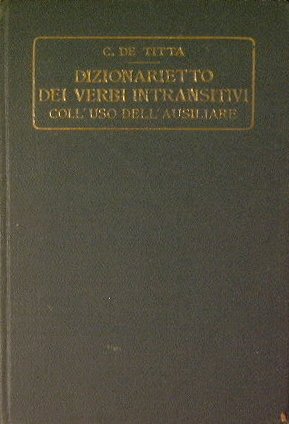 C. DE TITTA
DIZIONARIETTO
DEI VERBI INTRANSITIVI
COLL'USO DELL'AUSILIARE